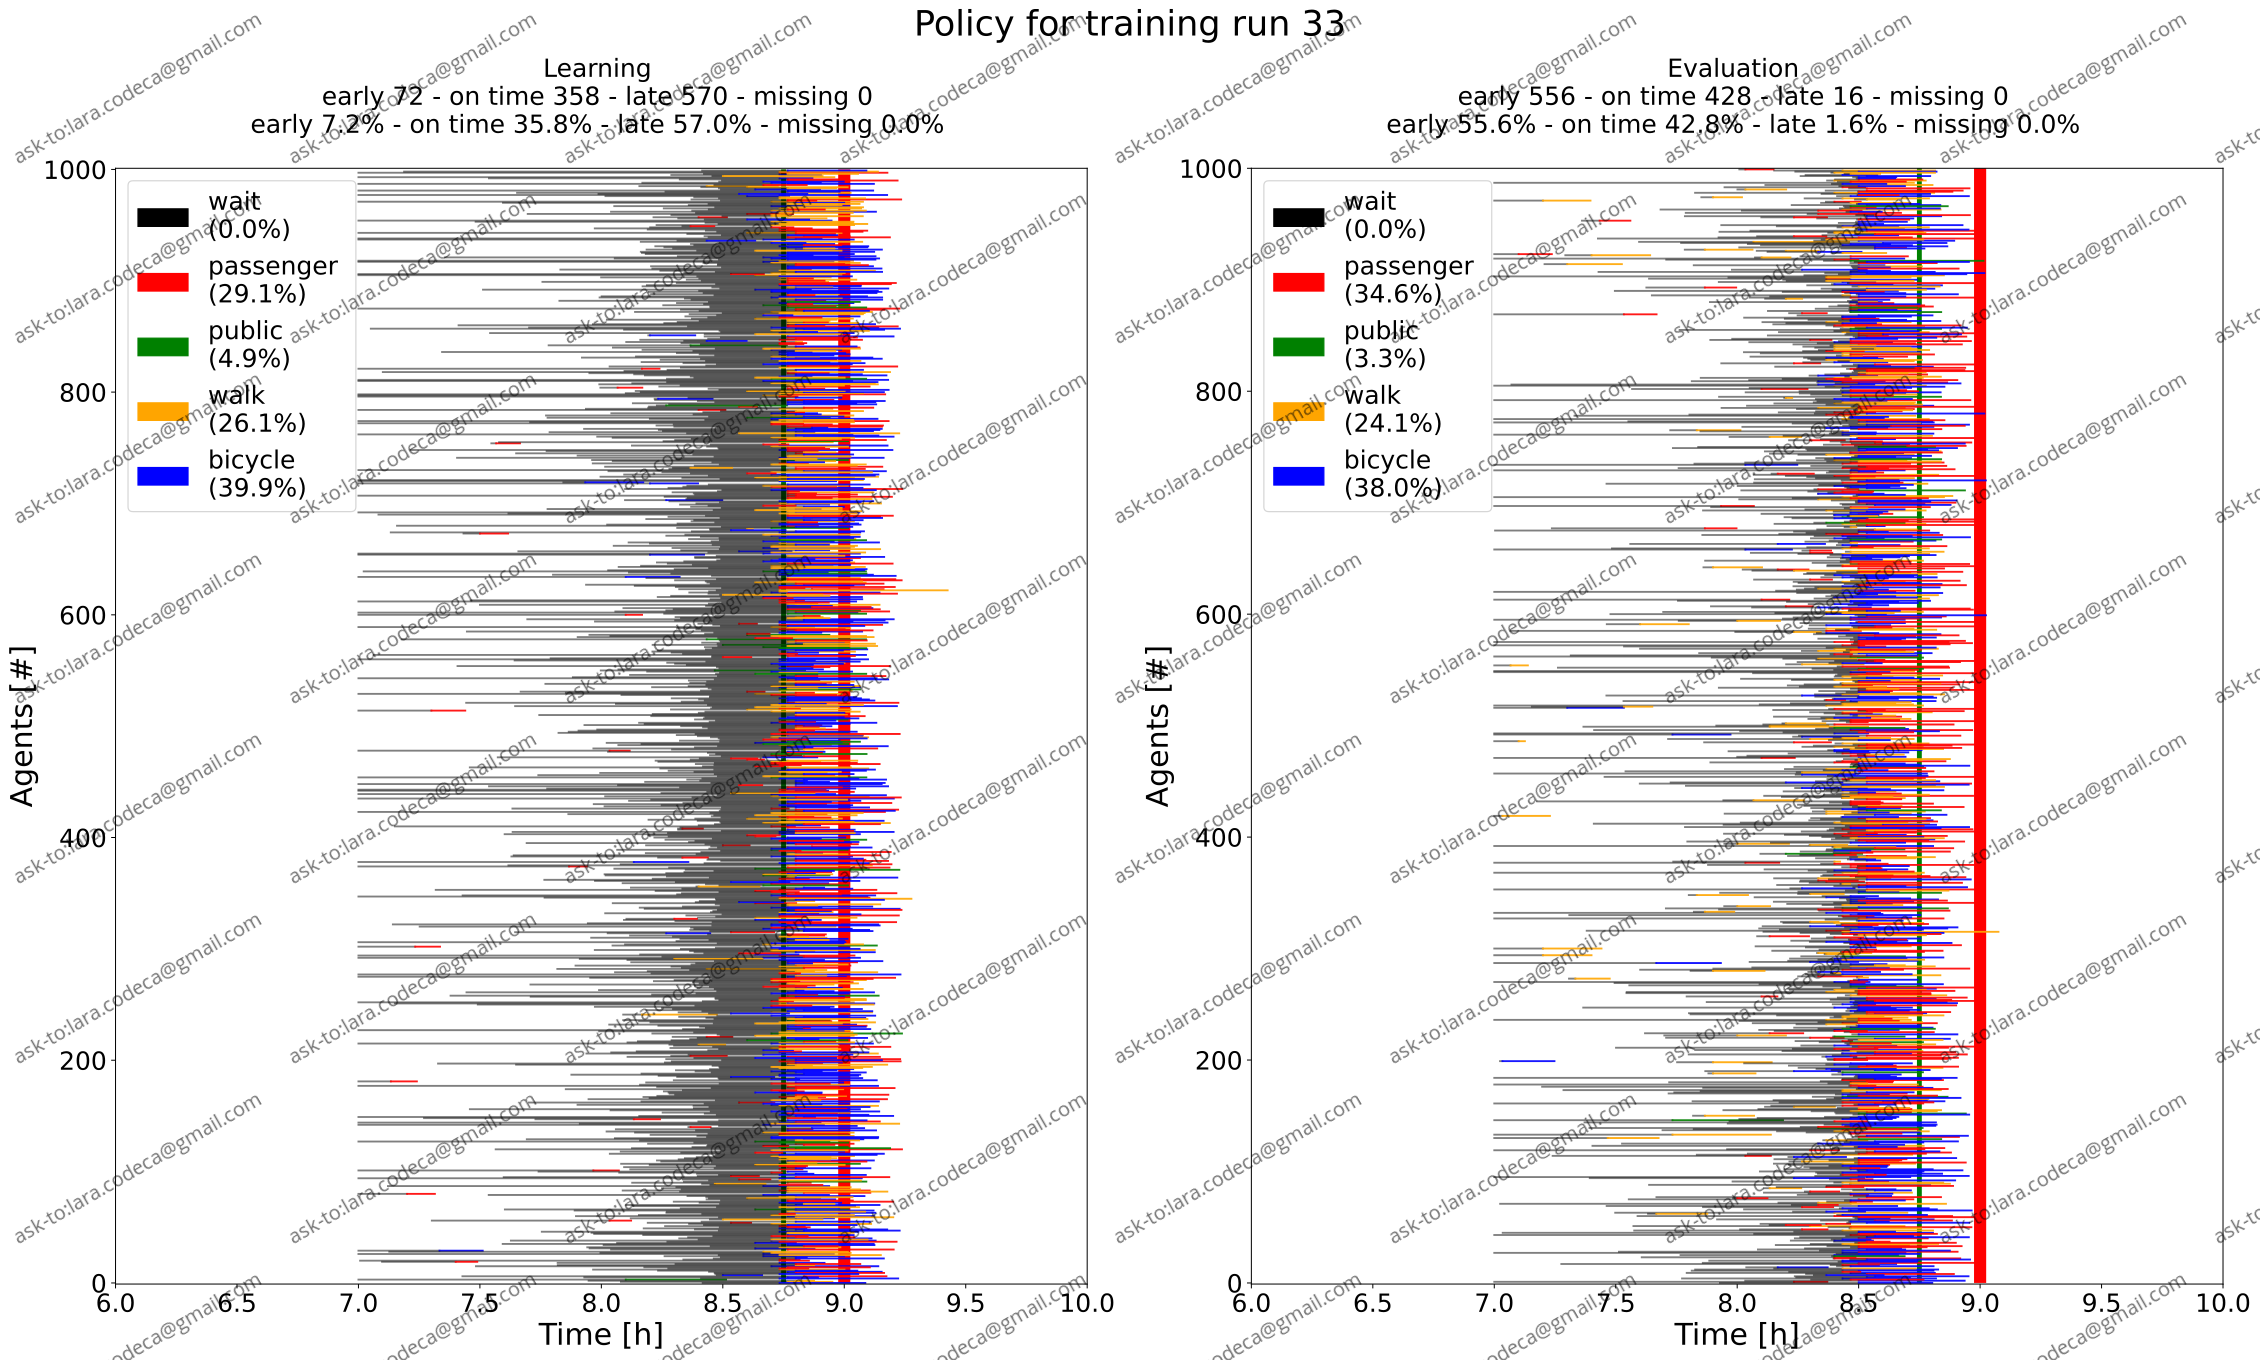 Policy for training run 33
Learning
early 72 - on time 358 - late 570 - missing 0
early 7.2% - on time 35.8% - late 57.0% - missing 0.0%
1000
800
600
400
200
0
Agents [#]
wait
(0.0%)
passenger
(29.1%)
public
(4.9%)
walk
(26.1%)
bicycle
(39.9%)
6.0 6.5 7.0 7.5 8.0 8.5 9.0 9.5 10.0
Time [h]
Evaluation
early 556 - on time 428 - late 16 - missing 0
early 55.6% - on time 42.8% - late 1.6% - missing 0.0%
1000
800
600
400
200
0
Agents [#]
wait
(0.0%)
passenger
(34.6%)
public
(3.3%)
walk
(24.1%)
bicycle
(38.0%)
6.0 6.5 7.0 7.5 8.0 8.5 9.0 9.5 10.0
Time [h]
ask-to:lara.codeca@gmail.com